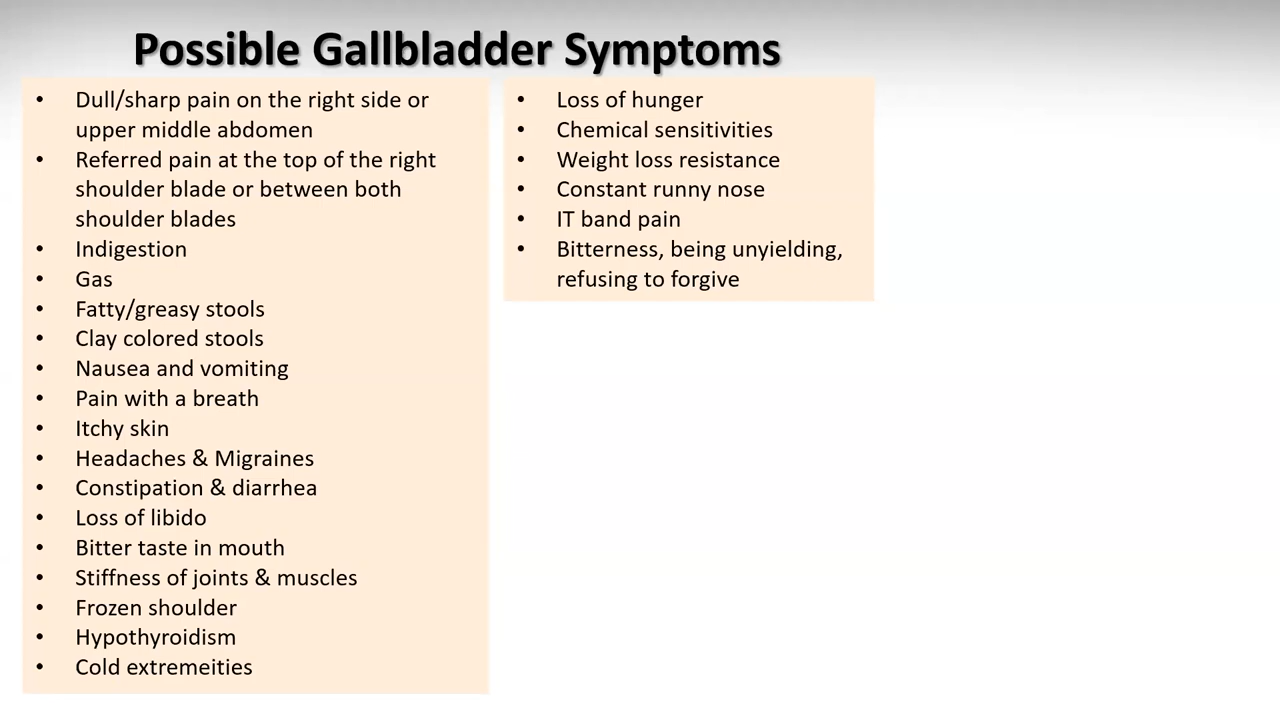 Possible Gallbladder Symptoms
• Dull/sharp pain on the right side or
upper middle abdomen
• Referred pain at the top of the right
shoulder blade or between both
shoulder blades
• Indigestion
• Gas
• Fatty/greasy stools
• Clay colored stools
• Nausea and vomiting
• Pain with a breath
• Itchy skin
• Headaches & Migraines
• Constipation & diarrhea
• Loss of libido
• Bitter taste in mouth
• Stiffness of joints & muscles
• Frozen shoulder
• Hypothyroidism
• Cold extremeities
• Loss of hunger
• Chemical sensitivities
• Weight loss resistance
• Constant runny nose
• IT band pain
• Bitterness, being unyielding,
refusing to forgive